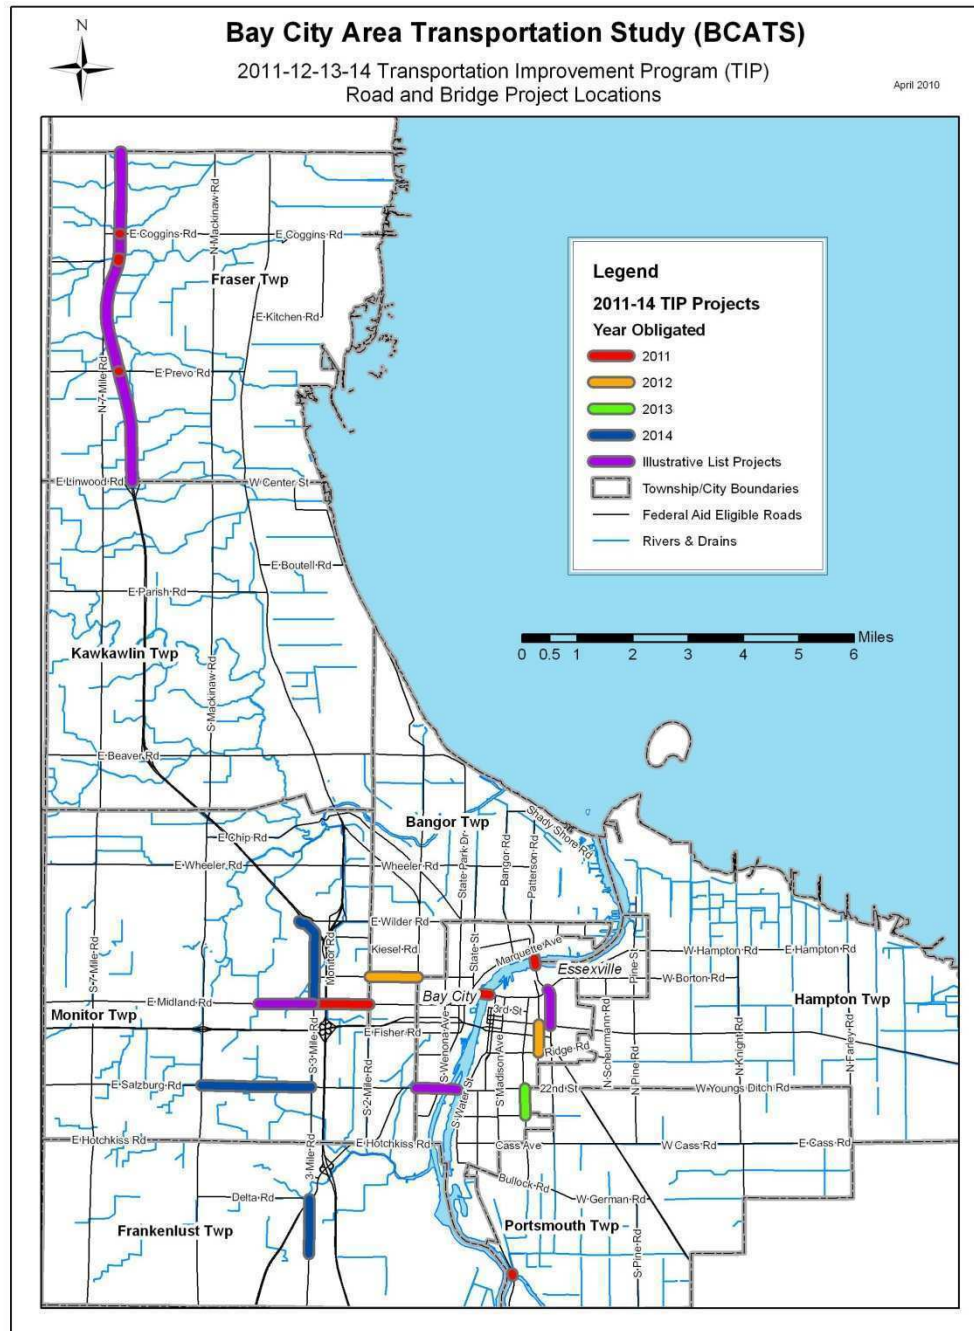 N
Bay City Area Transportation Study (BCATS)
2011-12-13-14 Transportation Improvement Program (TIP)
Road and Bridge Project Locations
April 2010
Legend
2011-14 TIP Projects
Year Obligated
2011
2012
2013
2014
Illustrative List Projects
Township/City Boundaries
Federal Aid Eligible Roads
Rivers & Drains
Miles
0 0.5 1 2 3 4 5 6
N Mackinaw Rd
E Coggins Rd
E Coggins Rd
Fraser Twp
E Kitchen Rd
E Prevo Rd
N 7 Mile Rd
E Linwood Rd
W Center St
E Boutell Rd
E Parish Rd
Kawkawlin Twp
S Mackinaw Rd
E Beaver Rd
Bangor Twp
Shady Shore Rd
E Chip Rd
State Park Dr
Bangor Rd
Patterson Rd
E Wheeler Rd
Wheeler Rd
E Wilder Rd
Kiesel Rd
Monitor Rd
State St
Marquette Ave
Essexville
Pine St
W Hampton Rd
E Hampton Rd
W Borton Rd
S 7 Mile Rd
E Midland Rd
Bay City
3rd St
Hampton Twp
Monitor Twp
E Fisher Rd
S 3 Mile Rd
S 2 Mile Rd
S Wenona Ave
S Water St
S Madison Ave
Ridge Rd
N Scheurmann Rd
N Pine Rd
N Knight Rd
N Farley Rd
E Salzburg Rd
22nd St
W Youngs Ditch Rd
E Hotchkiss Rd
E Hotchkiss Rd
Cass Ave
W Cass Rd
E Cass Rd
3 Mile Rd
Delta Rd
Bullock Rd
W German Rd
Frankenlust Twp
Portsmouth Twp
S Pine Rd